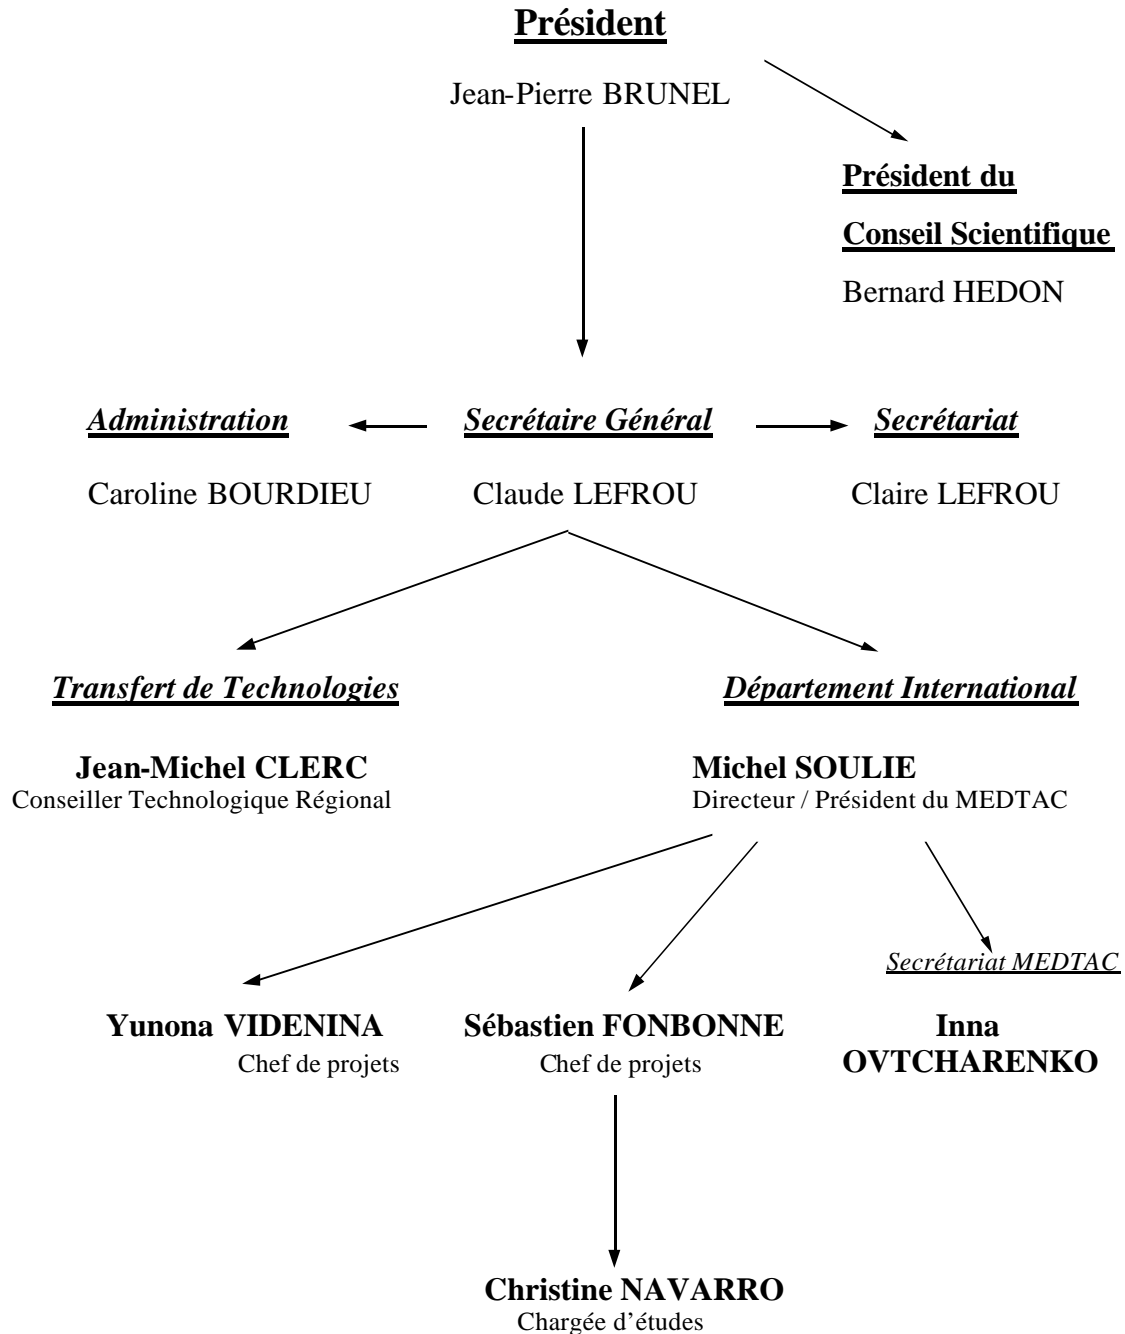 Président
Jean-Pierre BRUNEL
Président du
Conseil Scientifique
Bernard HEDON
Administration
Secrétaire Général
Secrétariat
Caroline BOURDIEU
Claude LEFROU
Claire LEFROU
Transfert de Technologies
Département International
Jean-Michel CLERC
Conseiller Technologique Régional
Michel SOULIE
Directeur / Président du MEDTAC
Secrétariat MEDTAC
Yunona VIDENINA
Chef de projets
Sébastien FONBONNE
Chef de projets
Inna
OVTCHARENKO
Christine NAVARRO
Chargée d'études